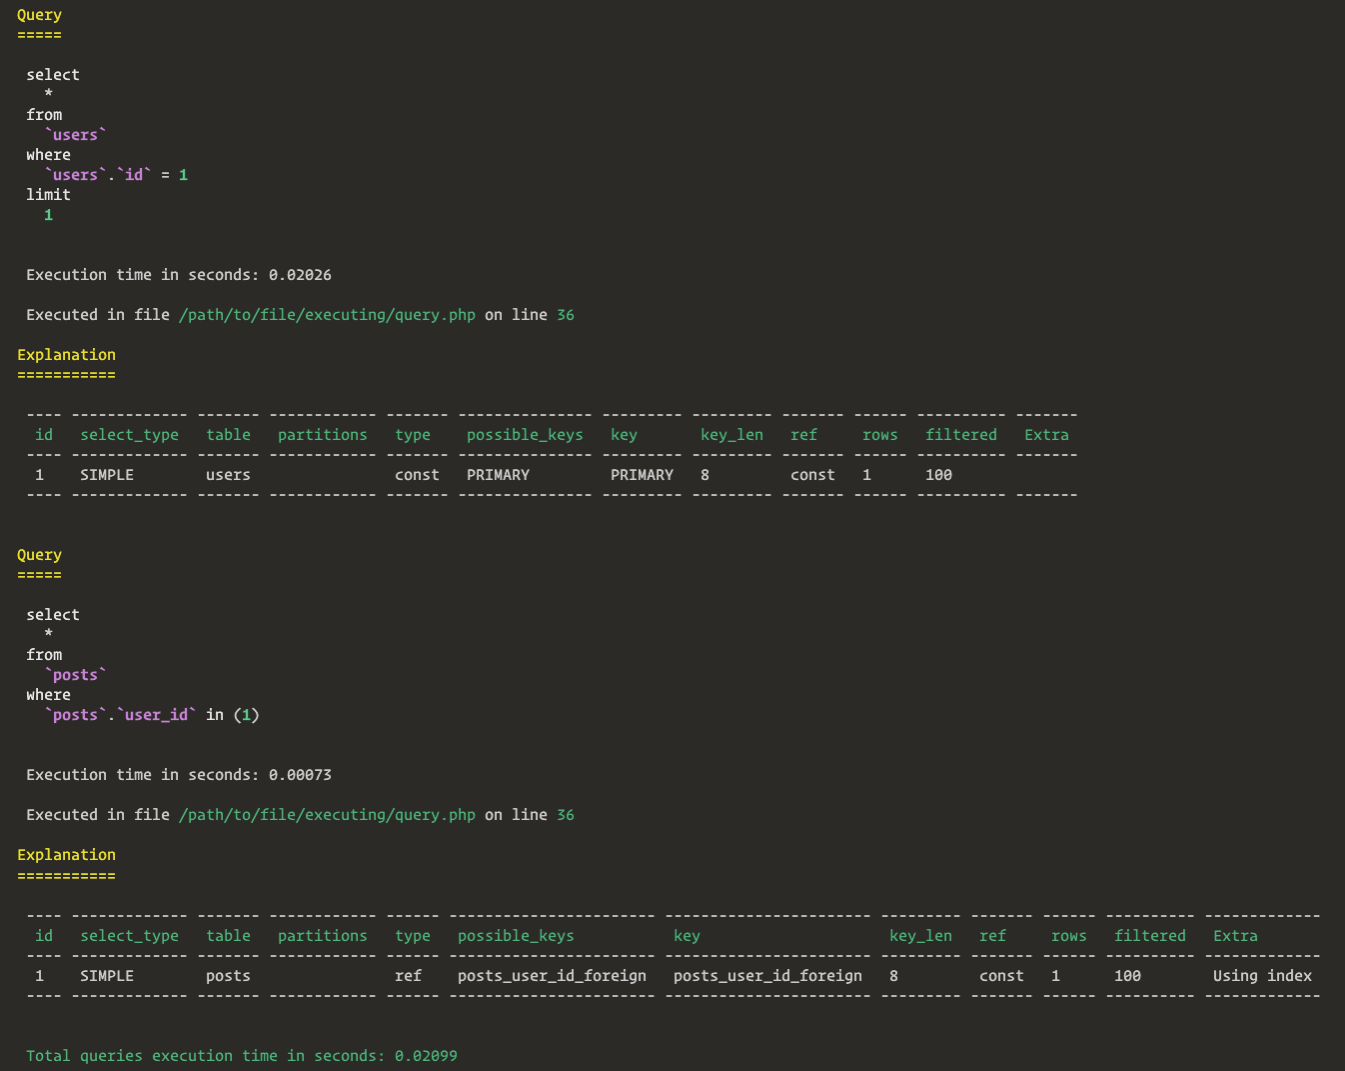 Query
=====
select
*
from
`users`
where
`users`.`id` = 1
limit
1
Execution time in seconds: 0.02026
Executed in file /path/to/file/executing/query.php on line 36
Explanation
===========
---- ------------- ------- ------------ ------- --------------- --------- --------- ------- ------ ---------- -------
id select_type table partitions type possible_keys key key_len ref rows filtered Extra
---- ------------- ------- ------------ ------- --------------- --------- --------- ------- ------ ---------- -------
1 SIMPLE users const PRIMARY PRIMARY 8 const 1 100
---- ------------- ------- ------------ ------- --------------- --------- --------- ------- ------ ---------- -------
Query
=====
select
*
from
`posts`
where
`posts`.`user_id` in (1)
Execution time in seconds: 0.00073
Executed in file /path/to/file/executing/query.php on line 36
Explanation
===========
---- ------------- ------- ------------ ------ ----------------------- ----------------------- --------- ------- ------ ---------- -------------
id select_type table partitions type possible_keys key key_len ref rows filtered Extra
---- ------------- ------- ------------ ------ ----------------------- ----------------------- --------- ------- ------ ---------- -------------
1 SIMPLE posts ref posts_user_id_foreign posts_user_id_foreign 8 const 1 100 Using index
---- ------------- ------- ------------ ------ ----------------------- ----------------------- --------- ------- ------ ---------- -------------
Total queries execution time in seconds: 0.02099